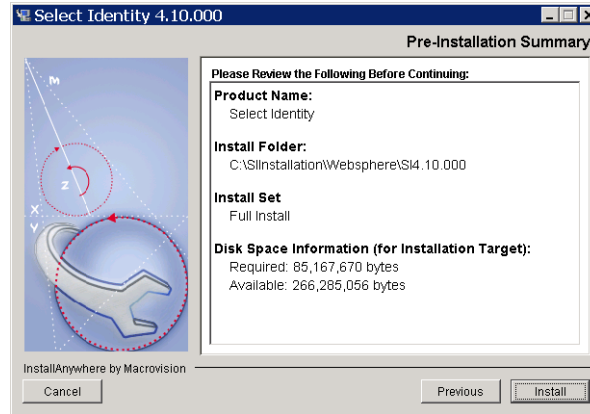 Select Identity 4.10.000
Pre-Installation Summary
Please Review the Following Before Continuing:
Product Name:
Select Identity
Install Folder:
C:\SIInstallation\Websphere\SI4.10.000
Install Set
Full Install
Disk Space Information (for Installation Target):
Required: 85,167,670 bytes
Available: 266,285,056 bytes
M
Z
X
Y
InstallAnywhere by Macrovision
Cancel
Previous
Install